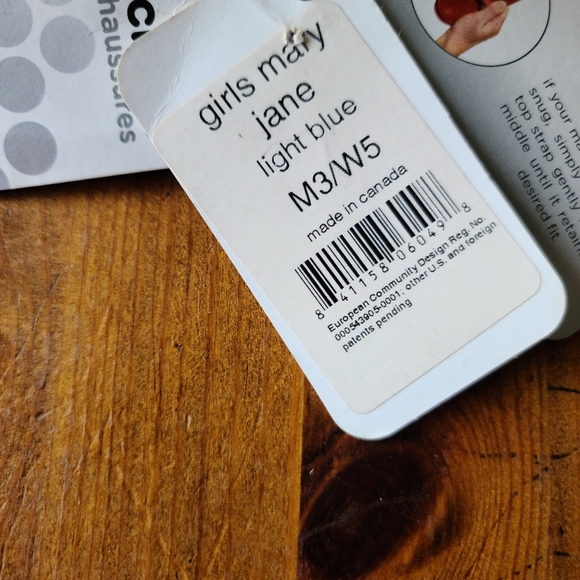 haussures
girls mary
jane
light blue
M3/W5
made in canada
8 41158 06049 8
European Community Design Reg. No.
000543905-0001, other U.S. and foreign
patents pending
if your ma
snug, simply
top strap gently
middle until it retain
desired fit